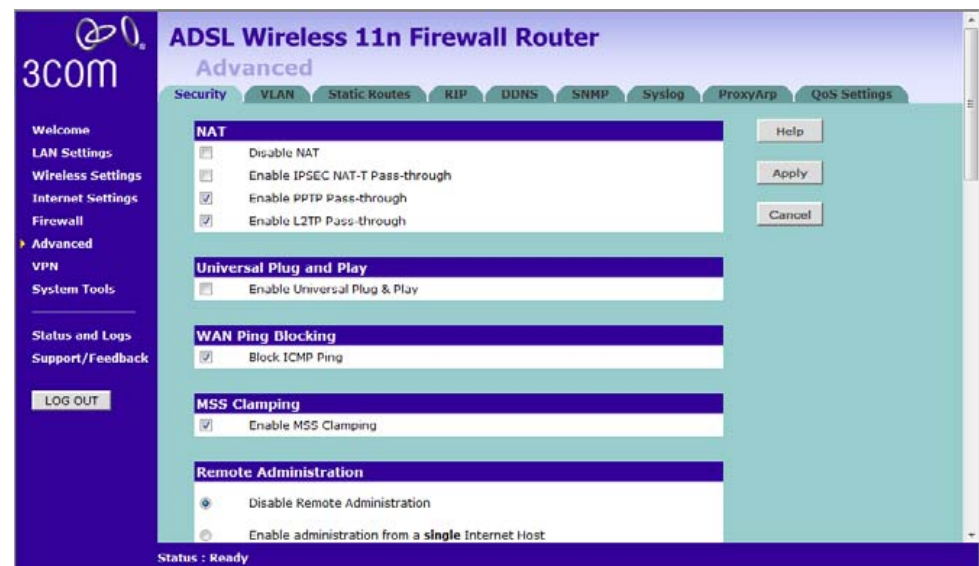 3COM
ADSL Wireless 11n Firewall Router
Advanced
Security VLAN Static Routes RIP DDNS SNMP Syslog ProxyArp QoS Settings
Welcome
LAN Settings
Wireless Settings
Internet Settings
Firewall
Advanced
VPN
System Tools
Status and Logs
Support/Feedback
LOG OUT
NAT
Disable NAT
Enable IPSEC NAT-T Pass-through
Enable PPTP Pass-through
Enable L2TP Pass-through
Universal Plug and Play
Enable Universal Plug & Play
WAN Ping Blocking
Block ICMP Ping
MSS Clamping
Enable MSS Clamping
Remote Administration
Disable Remote Administration
Enable administration from a single Internet Host
Help
Apply
Cancel
Status : Ready